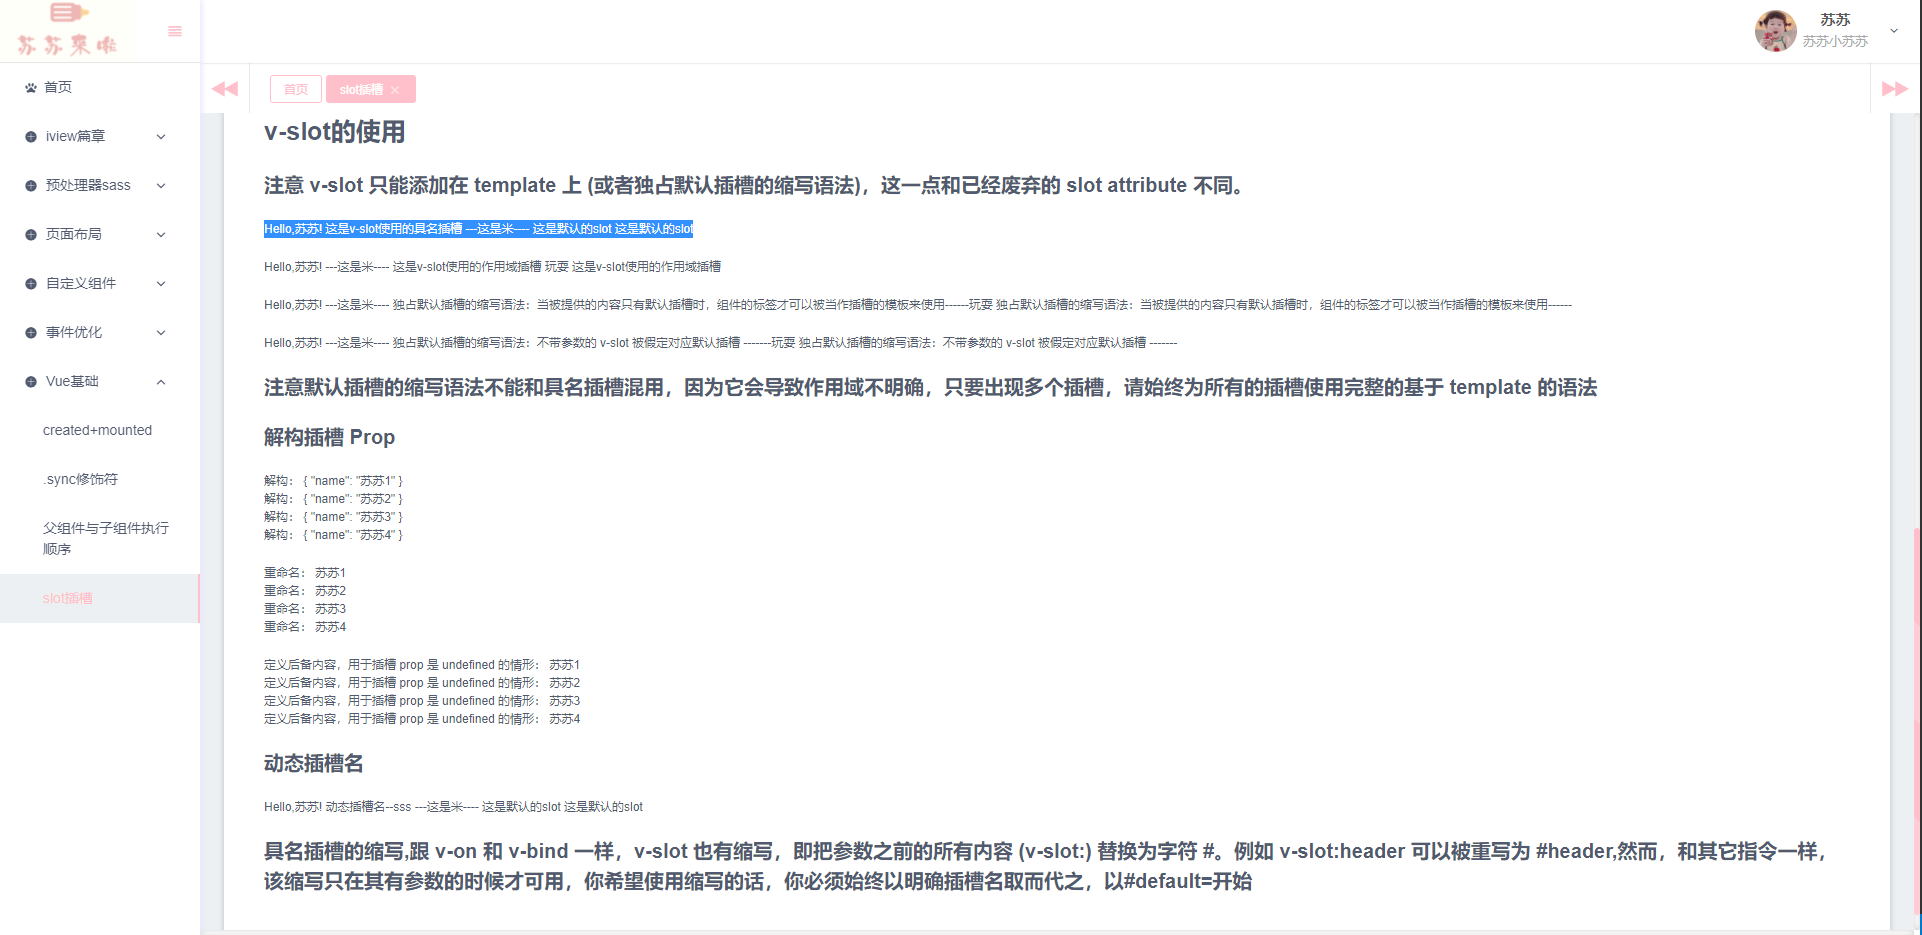 苏苏来啦
苏苏
苏苏小苏苏
首页
iview篇章
预处理器sass
页面布局
自定义组件
事件优化
Vue基础
created+mounted
.sync修饰符
父组件与子组件执行
顺序
slot插槽
首页
slot插槽
v-slot的使用
注意 v-slot 只能添加在 template 上 (或者独占默认插槽的缩写语法)，这一点和已经废弃的 slot attribute 不同。
Hello,苏苏! 这是v-slot使用的具名插槽 ---这是米---- 这是默认的slot 这是默认的slot
Hello,苏苏! ---这是米---- 这是v-slot使用的作用域插槽 玩耍 这是v-slot使用的作用域插槽
Hello,苏苏! ---这是米---- 独占默认插槽的缩写语法：当被提供的内容只有默认插槽时，组件的标签才可以被当作插槽的模板来使用------玩耍 独占默认插槽的缩写语法：当被提供的内容只有默认插槽时，组件的标签才可以被当作插槽的模板来使用------
Hello,苏苏! ---这是米---- 独占默认插槽的缩写语法：不带参数的 v-slot 被假定对应默认插槽 -------玩耍 独占默认插槽的缩写语法：不带参数的 v-slot 被假定对应默认插槽 -------
注意默认插槽的缩写语法不能和具名插槽混用，因为它会导致作用域不明确，只要出现多个插槽，请始终为所有的插槽使用完整的基于 template 的语法
解构插槽 Prop
解构： { "name": "苏苏1" }
解构： { "name": "苏苏2" }
解构： { "name": "苏苏3" }
解构： { "name": "苏苏4" }
重命名： 苏苏1
重命名： 苏苏2
重命名： 苏苏3
重命名： 苏苏4
定义后备内容，用于插槽 prop 是 undefined 的情形： 苏苏1
定义后备内容，用于插槽 prop 是 undefined 的情形： 苏苏2
定义后备内容，用于插槽 prop 是 undefined 的情形： 苏苏3
定义后备内容，用于插槽 prop 是 undefined 的情形： 苏苏4
动态插槽名
Hello,苏苏! 动态插槽名--sss ---这是米---- 这是默认的slot 这是默认的slot
具名插槽的缩写,跟 v-on 和 v-bind 一样，v-slot 也有缩写，即把参数之前的所有内容 (v-slot:) 替换为字符 #。例如 v-slot:header 可以被重写为 #header,然而，和其它指令一样，
该缩写只在其有参数的时候才可用，你希望使用缩写的话，你必须始终以明确插槽名取而代之，以#default=开始